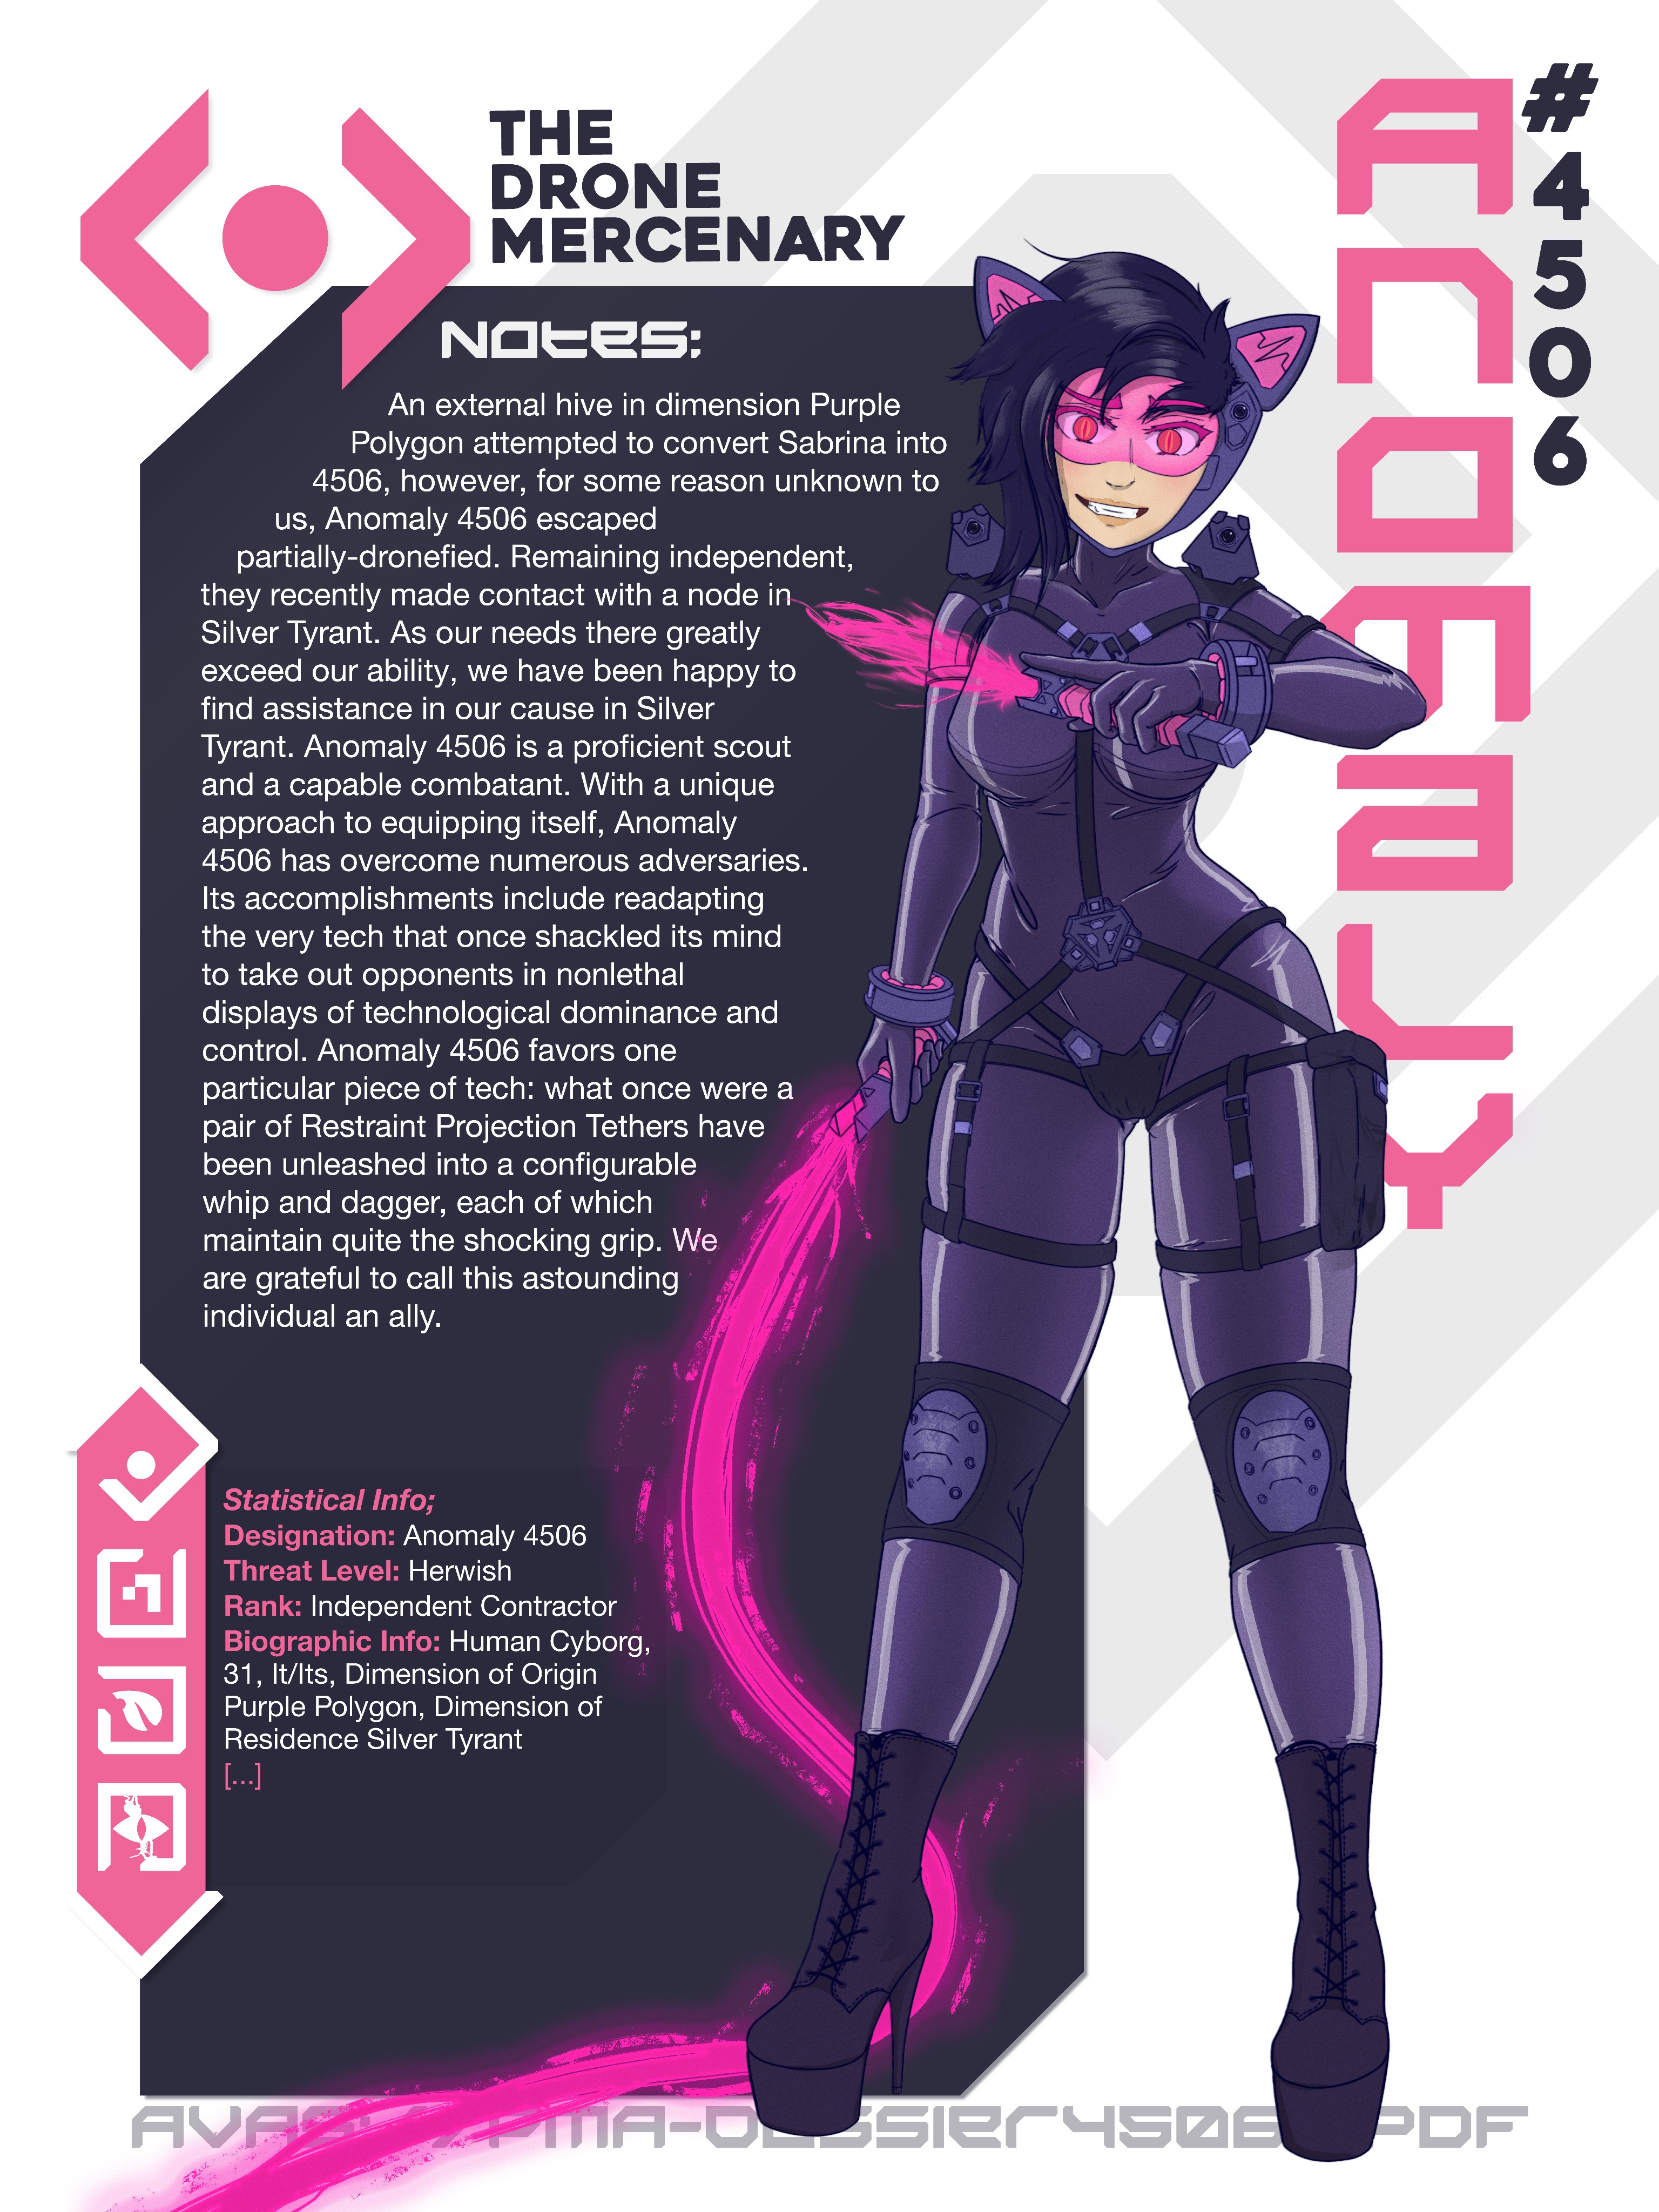 THE
DRONE
MERCENARY
#4506
ANOMALY
Notes;
An external hive in dimension Purple
Polygon attempted to convert Sabrina into
4506, however, for some reason unknown to
us, Anomaly 4506 escaped
partially-dronefied. Remaining independent,
they recently made contact with a node in
Silver Tyrant. As our needs there greatly
exceed our ability, we have been happy to
find assistance in our cause in Silver
Tyrant. Anomaly 4506 is a proficient scout
and a capable combatant. With a unique
approach to equipping itself, Anomaly
4506 has overcome numerous adversaries.
Its accomplishments include readapting
the very tech that once shackled its mind
to take out opponents in nonlethal
displays of technological dominance and
control. Anomaly 4506 favors one
particular piece of tech: what once were a
pair of Restraint Projection Tethers have
been unleashed into a configurable
whip and dagger, each of which
maintain quite the shocking grip. We
are grateful to call this astounding
individual an ally.
Statistical Info;
Designation: Anomaly 4506
Threat Level: Herwish
Rank: Independent Contractor
Biographic Info: Human Cyborg,
31, It/Its, Dimension of Origin
Purple Polygon, Dimension of
Residence Silver Tyrant
[...]
PDF